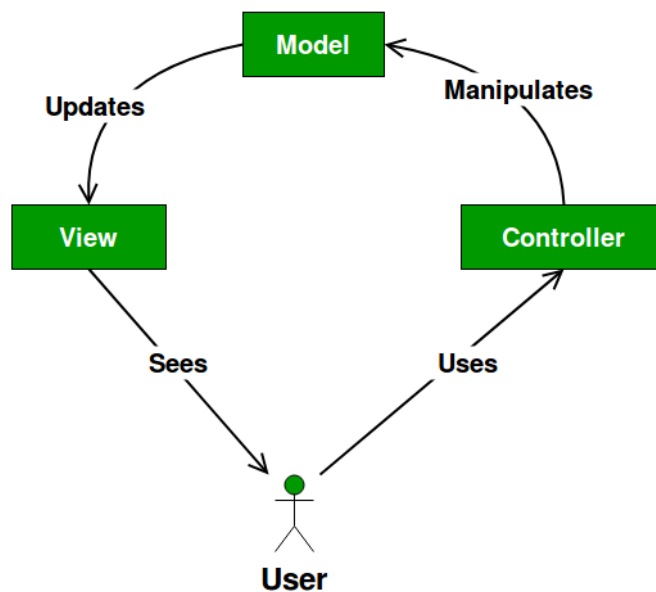 Model
Updates
Manipulates
View
Controller
Sees
Uses
User